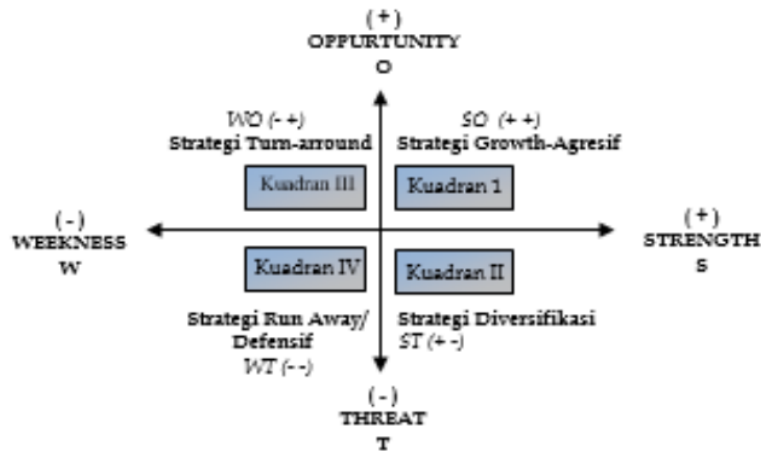 (+)
OPPURTUNITY
O
WO (- +)
Strategi Turn-arround
SO (+ +)
Strategi Growth-Agresif
Kuadran III
Kuadran 1
(-)
WEEKNESS
W
(+)
STRENGTH
S
Kuadran IV
Kuadran II
Strategi Run Away/
Defensif
WT (- -)
Strategi Diversifikasi
ST (+ -)
(-)
THREAT
T